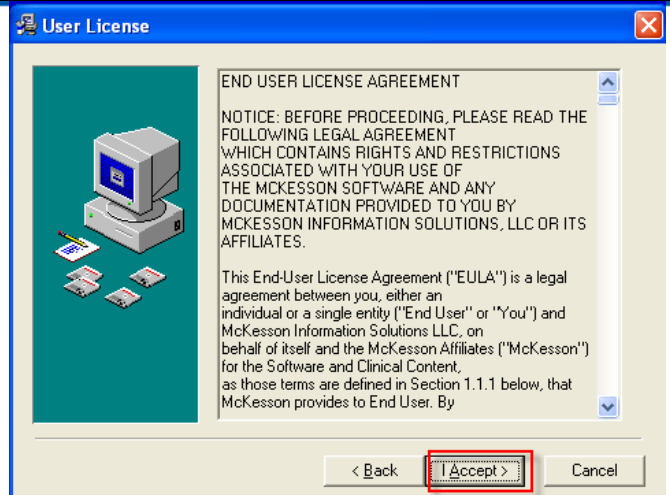 User License
END USER LICENSE AGREEMENT
NOTICE: BEFORE PROCEEDING, PLEASE READ THE
FOLLOWING LEGAL AGREEMENT
WHICH CONTAINS RIGHTS AND RESTRICTIONS
ASSOCIATED WITH YOUR USE OF
THE MCKESSON SOFTWARE AND ANY
DOCUMENTATION PROVIDED TO YOU BY
MCKESSON INFORMATION SOLUTIONS, LLC OR ITS
AFFILIATES.
This End-User License Agreement ("EULA") is a legal
agreement between you, either an
individual or a single entity ("End User" or "You") and
McKesson Information Solutions LLC, on
behalf of itself and the McKesson Affiliates ("McKesson")
for the Software and Clinical Content,
as those terms are defined in Section 1.1.1 below, that
McKesson provides to End User. By
< Back I Accept > Cancel